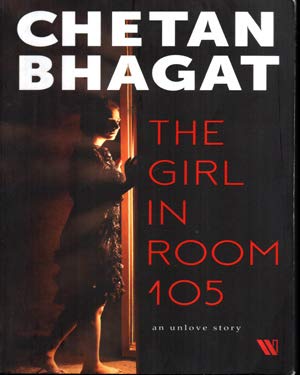 CHETAN
BHAGAT
THE
GIRL
IN
ROOM
105
an unlove story
W